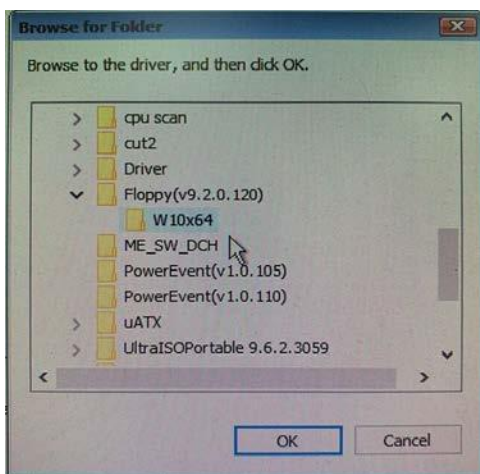 Browse for Folder
Browse to the driver, and then click OK.
cpu scan
cut2
Driver
Floppy(v9.2.0.120)
W10x64
ME_SW_DCH
PowerEvent(v1.0.105)
PowerEvent(v1.0.110)
uATX
UltraISOPortable 9.6.2.3059
OK
Cancel